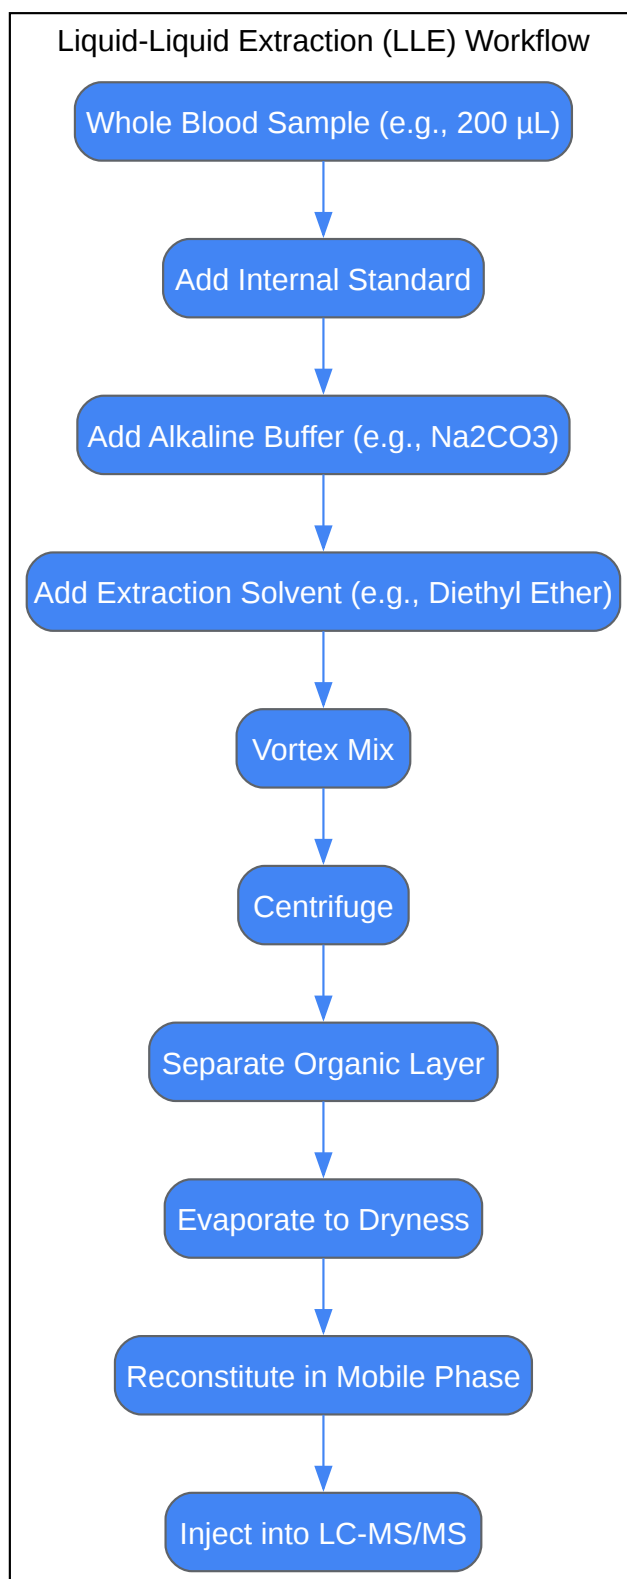 Liquid-Liquid Extraction (LLE) Workflow
Whole Blood Sample (e.g., 200 µL)
Add Internal Standard
Add Alkaline Buffer (e.g., Na2CO3)
Add Extraction Solvent (e.g., Diethyl Ether)
Vortex Mix
Centrifuge
Separate Organic Layer
Evaporate to Dryness
Reconstitute in Mobile Phase
Inject into LC-MS/MS